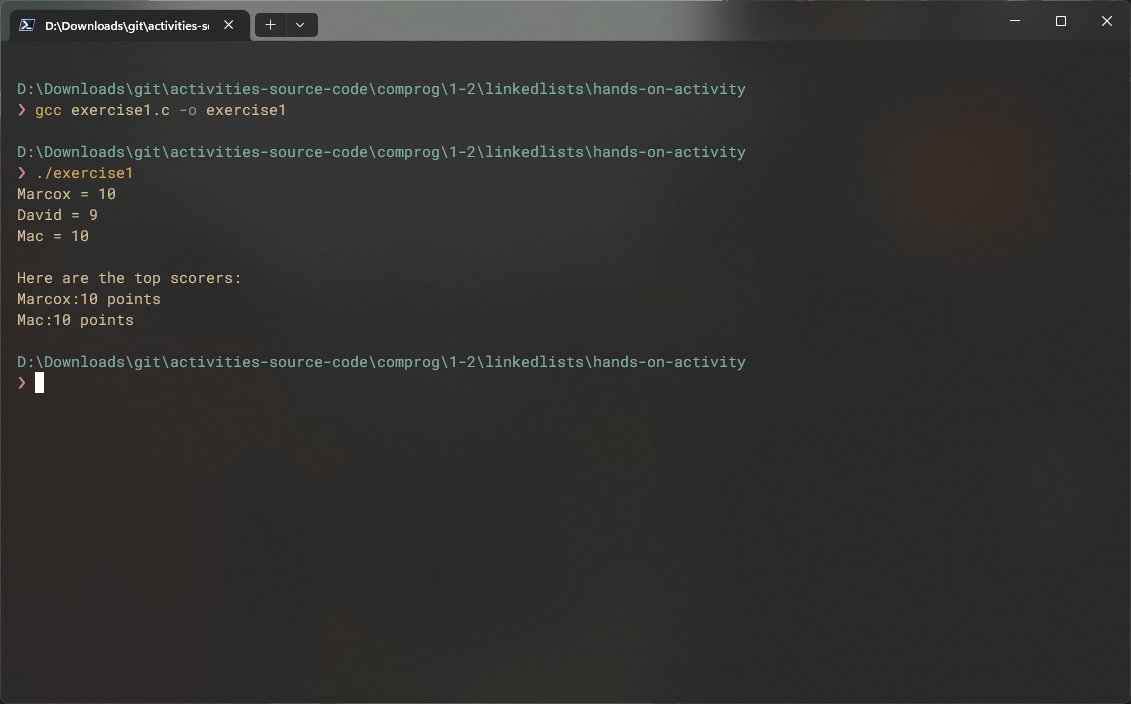 D:\Downloads\git\activities-so
D:\Downloads\git\activities-source-code\comprog\1-2\linkedlists\hands-on-activity
❯ gcc exercise1.c -o exercise1
D:\Downloads\git\activities-source-code\comprog\1-2\linkedlists\hands-on-activity
❯ ./exercise1
Marcox = 10
David = 9
Mac = 10
Here are the top scorers:
Marcox:10 points
Mac:10 points
D:\Downloads\git\activities-source-code\comprog\1-2\linkedlists\hands-on-activity
❯